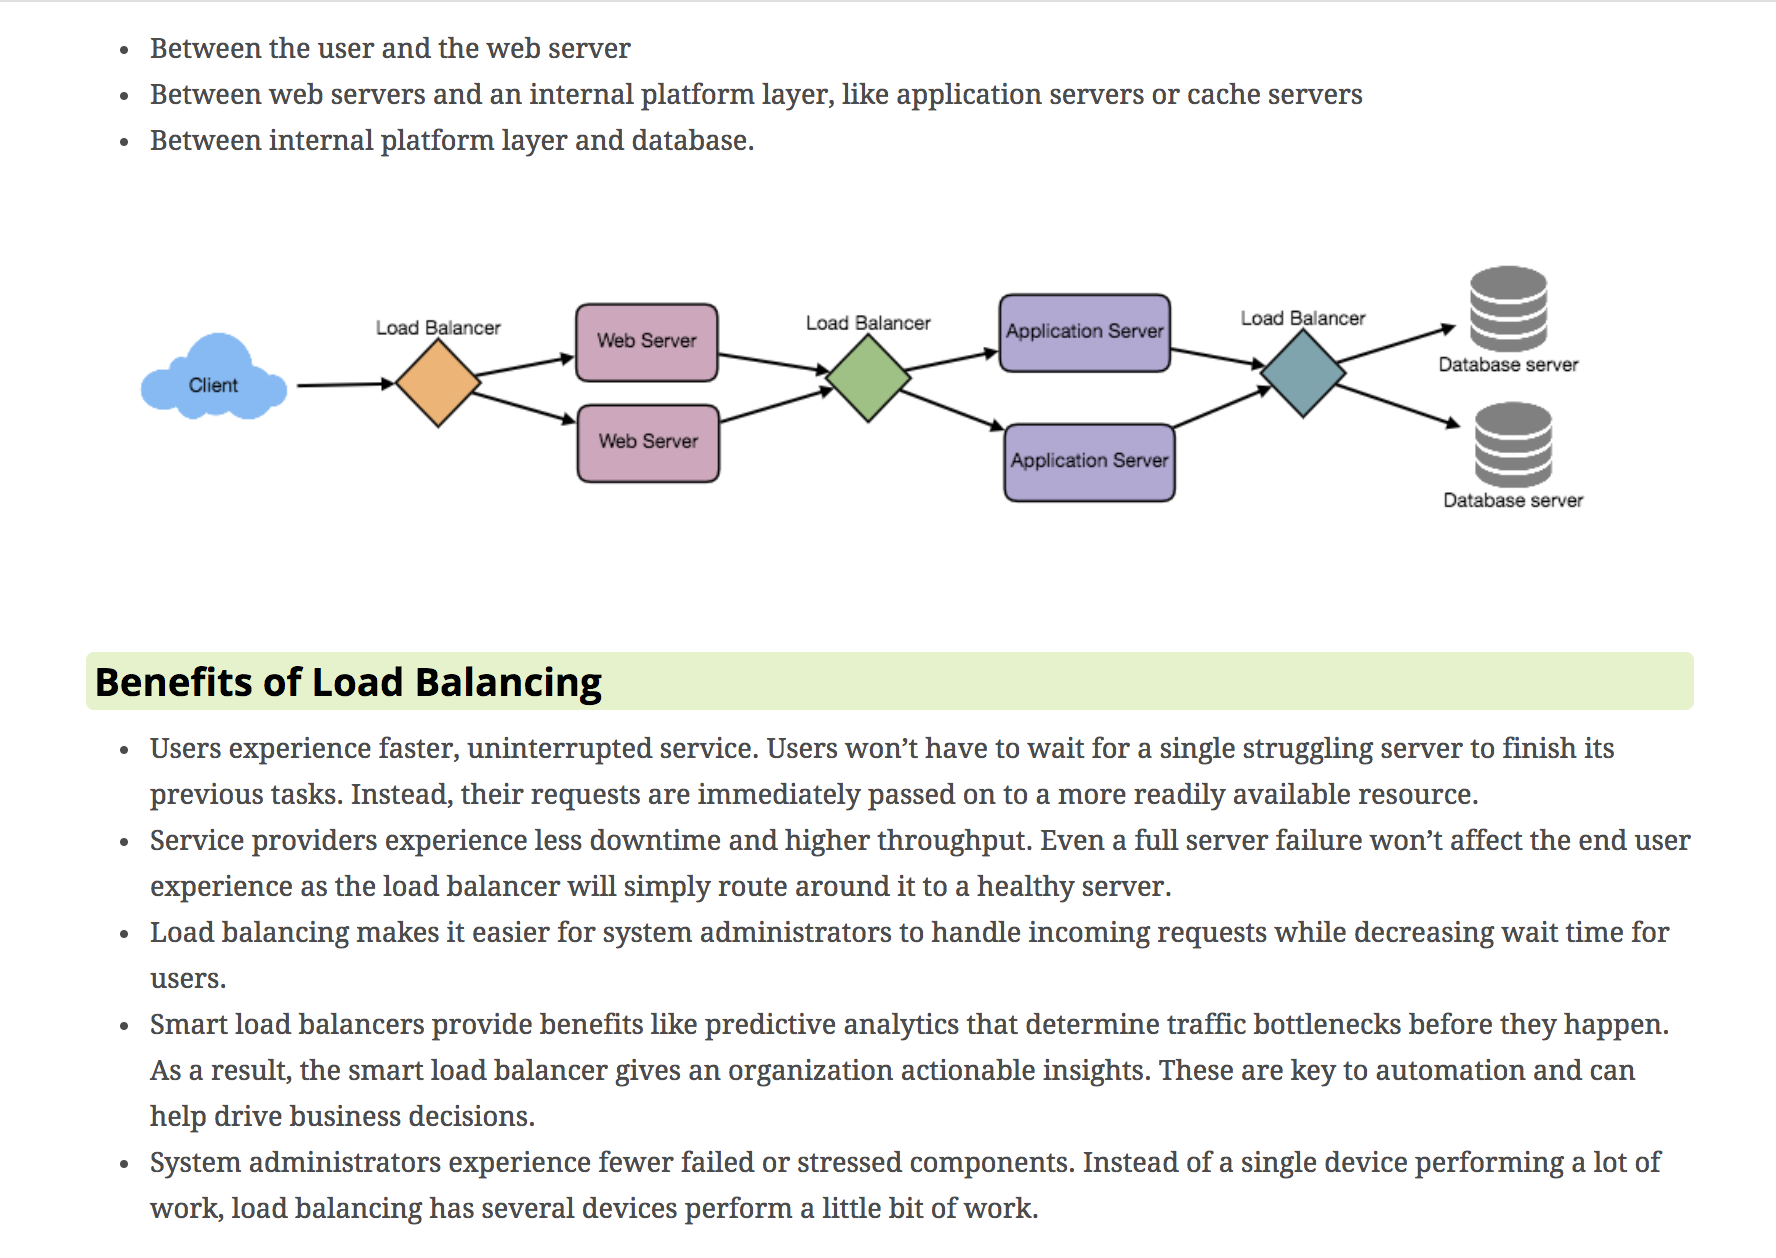 Between the user and the web server
Between web servers and an internal platform layer, like application servers or cache servers
Between internal platform layer and database.
Client
Load Balancer
Web Server
Web Server
Load Balancer
Application Server
Application Server
Load Balancer
Database server
Database server
Benefits of Load Balancing
Users experience faster, uninterrupted service. Users won’t have to wait for a single struggling server to finish its
previous tasks. Instead, their requests are immediately passed on to a more readily available resource.
Service providers experience less downtime and higher throughput. Even a full server failure won’t affect the end user
experience as the load balancer will simply route around it to a healthy server.
Load balancing makes it easier for system administrators to handle incoming requests while decreasing wait time for
users.
Smart load balancers provide benefits like predictive analytics that determine traffic bottlenecks before they happen.
As a result, the smart load balancer gives an organization actionable insights. These are key to automation and can
help drive business decisions.
System administrators experience fewer failed or stressed components. Instead of a single device performing a lot of
work, load balancing has several devices perform a little bit of work.